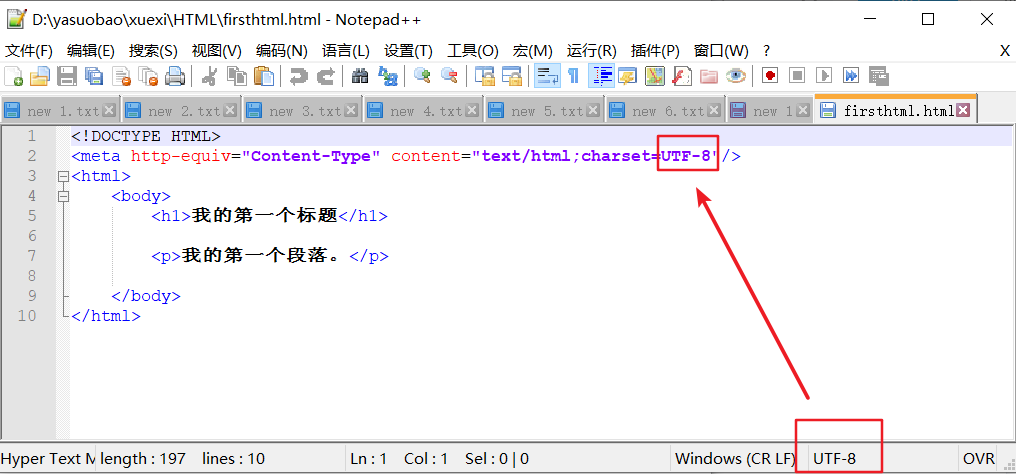 D:\yasuobao\xuexi\HTML\firsthtml.html - Notepad++
文件(F) 编辑(E) 搜索(S) 视图(V) 编码(N) 语言(L) 设置(T) 工具(O) 宏(M) 运行(R) 插件(P) 窗口(W) ? X
new 1.txt new 2.txt new 3.txt new 4.txt new 5.txt new 6.txt new 1 firsthtml.html
1 <!DOCTYPE HTML>
2 <meta http-equiv="Content-Type" content="text/html;charset=UTF-8"/>
3 <html>
4 <body>
5 <h1>我的第一个标题</h1>
6
7 <p>我的第一个段落。</p>
8
9 </body>
10 </html>
Hyper Text M length : 197 lines : 10 Ln : 1 Col : 1 Sel : 0 | 0 Windows (CR LF) UTF-8 OVR